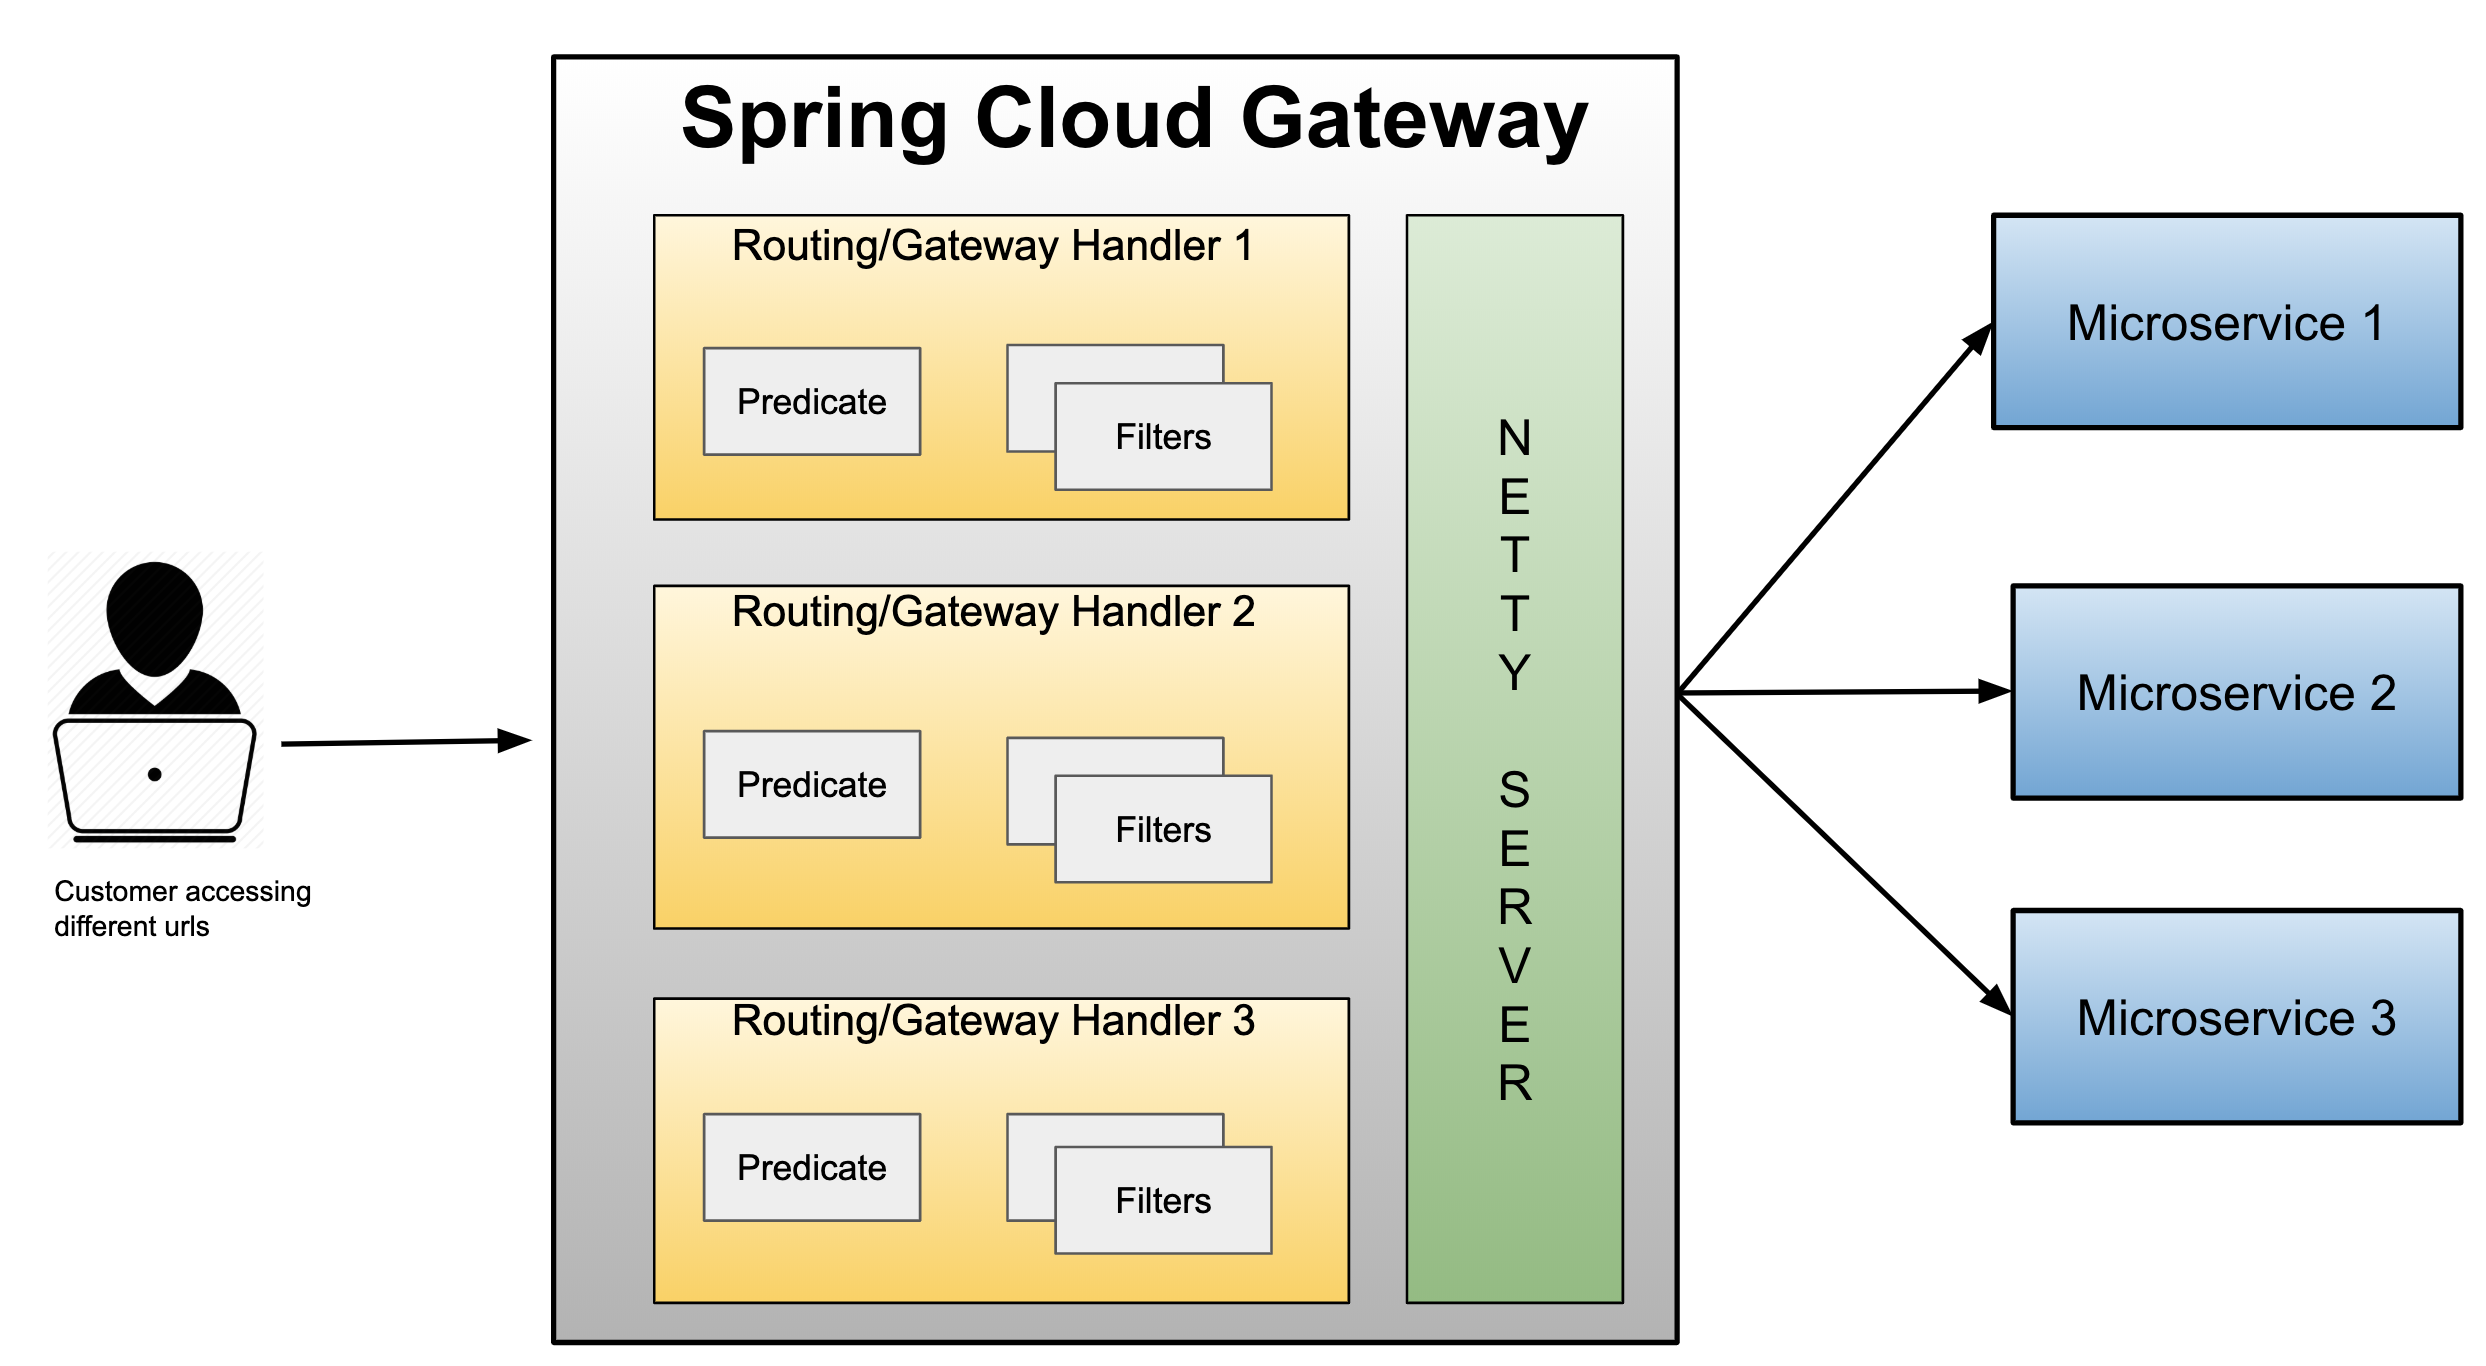 Spring Cloud Gateway
Routing/Gateway Handler 1
Predicate
Filters
Routing/Gateway Handler 2
Predicate
Filters
Routing/Gateway Handler 3
Predicate
Filters
N
E
T
T
Y
S
E
R
V
E
R
Microservice 1
Microservice 2
Microservice 3
Customer accessing
different urls